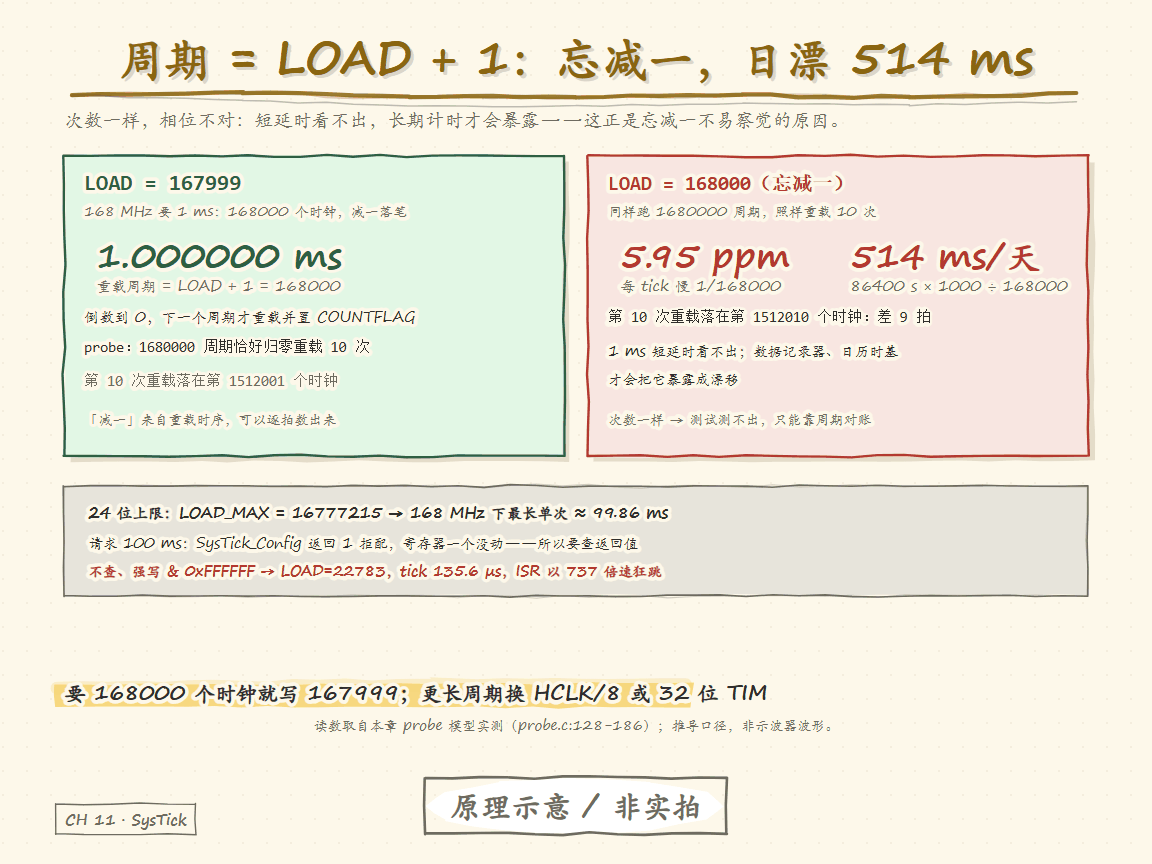 周期 = LOAD + 1：忘减一，日漂 514 ms
次数一样，相位不对：短延时看不出，长期计时才会暴露——这正是忘减一不易察觉的原因。
LOAD = 167999
168 MHz 要 1 ms：168000 个时钟，减一落笔
1.000000 ms
重载周期 = LOAD + 1 = 168000
倒数到 0，下一个周期才重载并置 COUNTFLAG
probe：1680000 周期恰好归零重载 10 次
第 10 次重载落在第 1512001 个时钟
「减一」来自重载时序，可以逐拍数出来
LOAD = 168000（忘减一）
同样跑 1680000 周期，照样重载 10 次
5.95 ppm
每 tick 慢 1/168000
514 ms/天
86400 s × 1000 ÷ 168000
第 10 次重载落在第 1512010 个时钟：差 9 拍
1 ms 短延时看不出；数据记录器、日历时基
才会把它暴露成漂移
次数一样 → 测试测不出，只能靠周期对账
24 位上限：LOAD_MAX = 16777215 → 168 MHz 下最长单次 ≈ 99.86 ms
请求 100 ms：SysTick_Config 返回 1 拒配，寄存器一个没动——所以要查返回值
不查、强写 & 0xFFFFFF → LOAD=22783，tick 135.6 µs，ISR 以 737 倍速狂跳
要 168000 个时钟就写 167999；更长周期换 HCLK/8 或 32 位 TIM
读数取自本章 probe 模型实测（probe.c:128-186）；推导口径，非示波器波形。
原理示意 / 非实拍
CH 11 · SysTick